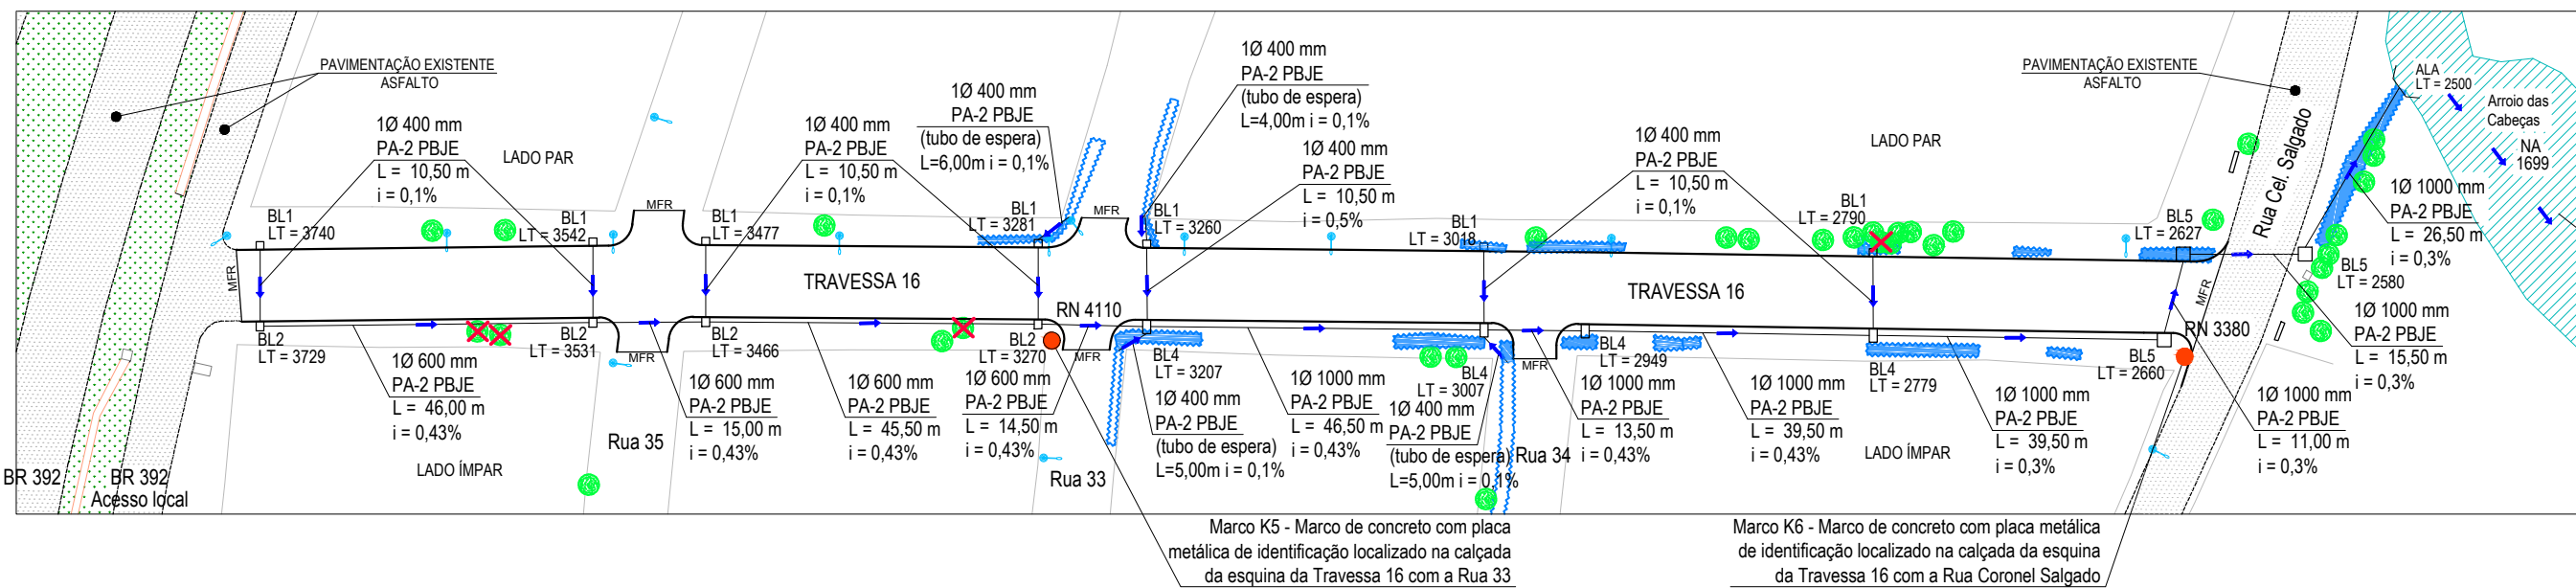 PAVIMENTAÇÃO EXISTENTE
ASFALTO
1Ø 400 mm
PA-2 PBJE
L = 10,50 m
i = 0,1%
LADO PAR
1Ø 400 mm
PA-2 PBJE
L = 10,50 m
i = 0,1%
1Ø 400 mm
PA-2 PBJE
(tubo de espera)
L=6,00m i = 0,1%
1Ø 400 mm
PA-2 PBJE
(tubo de espera)
L=4,00m i = 0,1%
1Ø 400 mm
PA-2 PBJE
L = 10,50 m
i = 0,5%
1Ø 400 mm
PA-2 PBJE
L = 10,50 m
i = 0,1%
LADO PAR
PAVIMENTAÇÃO EXISTENTE
ASFALTO
Rua Cel. Salgado
ALA
LT = 2500
Arroio das
Cabeças
NA
1699
1Ø 1000 mm
PA-2 PBJE
L = 26,50 m
i = 0,3%
BL1
LT = 3740
BL1
LT = 3542
MFR
BL1
LT = 3477
BL1
LT = 3281
MFR
BL1
LT = 3260
BL1
LT = 3018
BL1
LT = 2790
BL5
LT = 2627
BL5
LT = 2580
MFR
TRAVESSA 16
TRAVESSA 16
RN 4110
MFR
RN 3380
1Ø 1000 mm
PA-2 PBJE
L = 15,50 m
i = 0,3%
BL2
LT = 3729
BL2
LT = 3531
MFR
BL2
LT = 3466
BL2
LT = 3270
MFR
BL4
LT = 3207
BL4
LT = 3007
MFR
BL4
LT = 2949
BL4
LT = 2779
BL5
LT = 2660
1Ø 600 mm
PA-2 PBJE
L = 46,00 m
i = 0,43%
1Ø 600 mm
PA-2 PBJE
L = 15,00 m
i = 0,43%
1Ø 600 mm
PA-2 PBJE
L = 45,50 m
i = 0,43%
1Ø 600 mm
PA-2 PBJE
L = 14,50 m
i = 0,43%
1Ø 400 mm
PA-2 PBJE
(tubo de espera)
L=5,00m i = 0,1%
1Ø 1000 mm
PA-2 PBJE
L = 46,50 m
i = 0,43%
1Ø 400 mm
PA-2 PBJE
(tubo de espera)
L=5,00m i = 0,1%
1Ø 1000 mm
PA-2 PBJE
L = 13,50 m
i = 0,43%
1Ø 1000 mm
PA-2 PBJE
L = 39,50 m
i = 0,43%
1Ø 1000 mm
PA-2 PBJE
L = 39,50 m
i = 0,3%
1Ø 1000 mm
PA-2 PBJE
L = 11,00 m
i = 0,3%
BR 392
BR 392
Acesso local
LADO ÍMPAR
Rua 35
Rua 33
Rua 34
LADO ÍMPAR
Marco K5 - Marco de concreto com placa
metálica de identificação localizado na calçada
da esquina da Travessa 16 com a Rua 33
Marco K6 - Marco de concreto com placa metálica
de identificação localizado na calçada da esquina
da Travessa 16 com a Rua Coronel Salgado